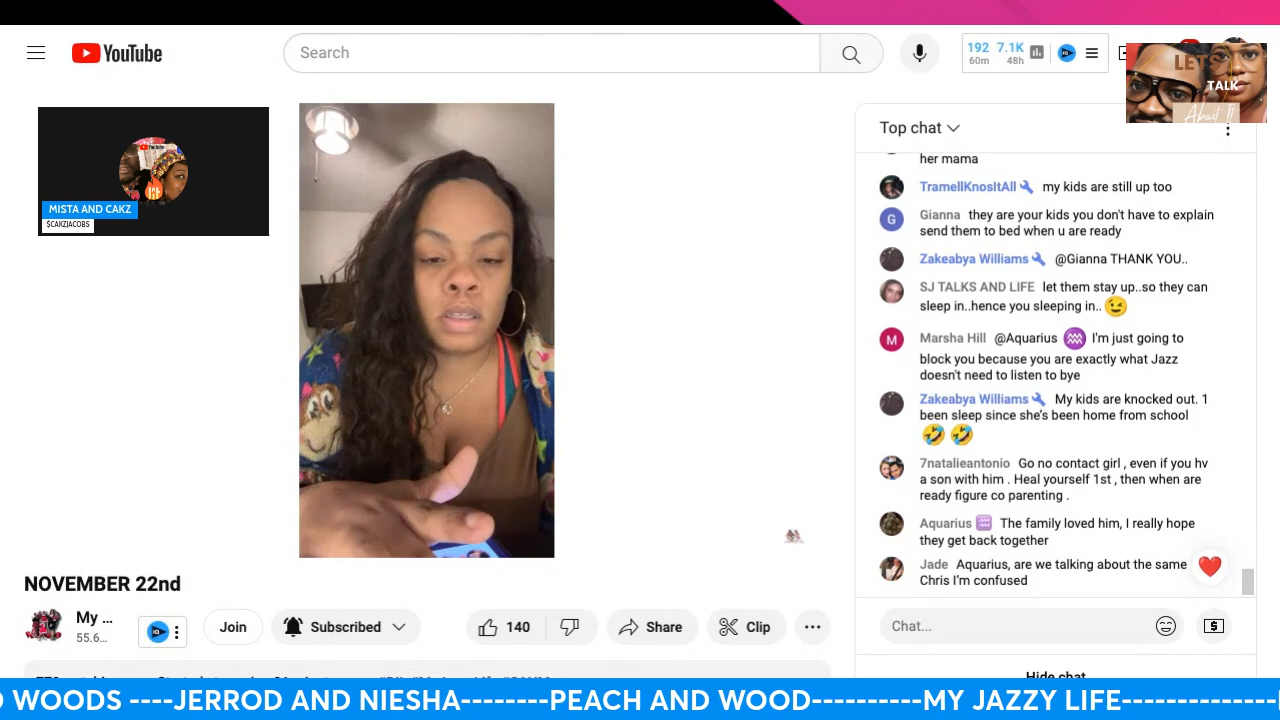 YouTube
Search
192 7.1K
60m 48h
LETS
TALK
About It
MISTA AND CAKZ
$CAKZJACOBS
Top chat
her mama
TramellKnosItAll my kids are still up too
Gianna they are your kids you don't have to explain
send them to bed when u are ready
Zakeabya Williams @Gianna THANK YOU..
SJ TALKS AND LIFE let them stay up..so they can
sleep in..hence you sleeping in.. 😉
Marsha Hill @Aquarius ♒ I'm just going to
block you because you are exactly what Jazz
doesn't need to listen to bye
Zakeabya Williams My kids are knocked out. 1
been sleep since she's been home from school
🤣 🤣
7natalieantonio Go no contact girl , even if you hv
a son with him . Heal yourself 1st , then when are
ready figure co parenting .
Aquarius ♒ The family loved him, I really hope
they get back together
Jade Aquarius, are we talking about the same
Chris I'm confused
NOVEMBER 22nd
My ...
55.6...
Join
Subscribed
140
Share
Clip
Chat...
Hide chat
WOODS ----JERROD AND NIESHA--------PEACH AND WOOD----------MY JAZZY LIFE--------------